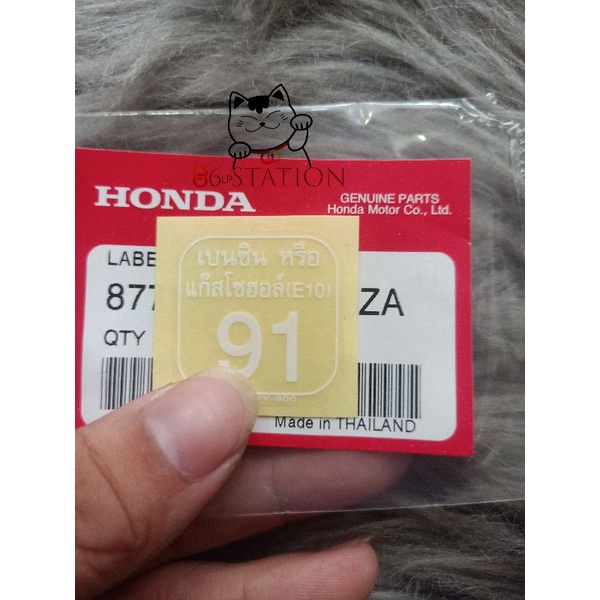 86LP STATION
HONDA
GENUINE PARTS
Honda Motor Co., Ltd.
LABE
877 ZA
QTY
เบนซิน หรือ
แก๊สโซฮอล์(E10)
91
Made in THAILAND